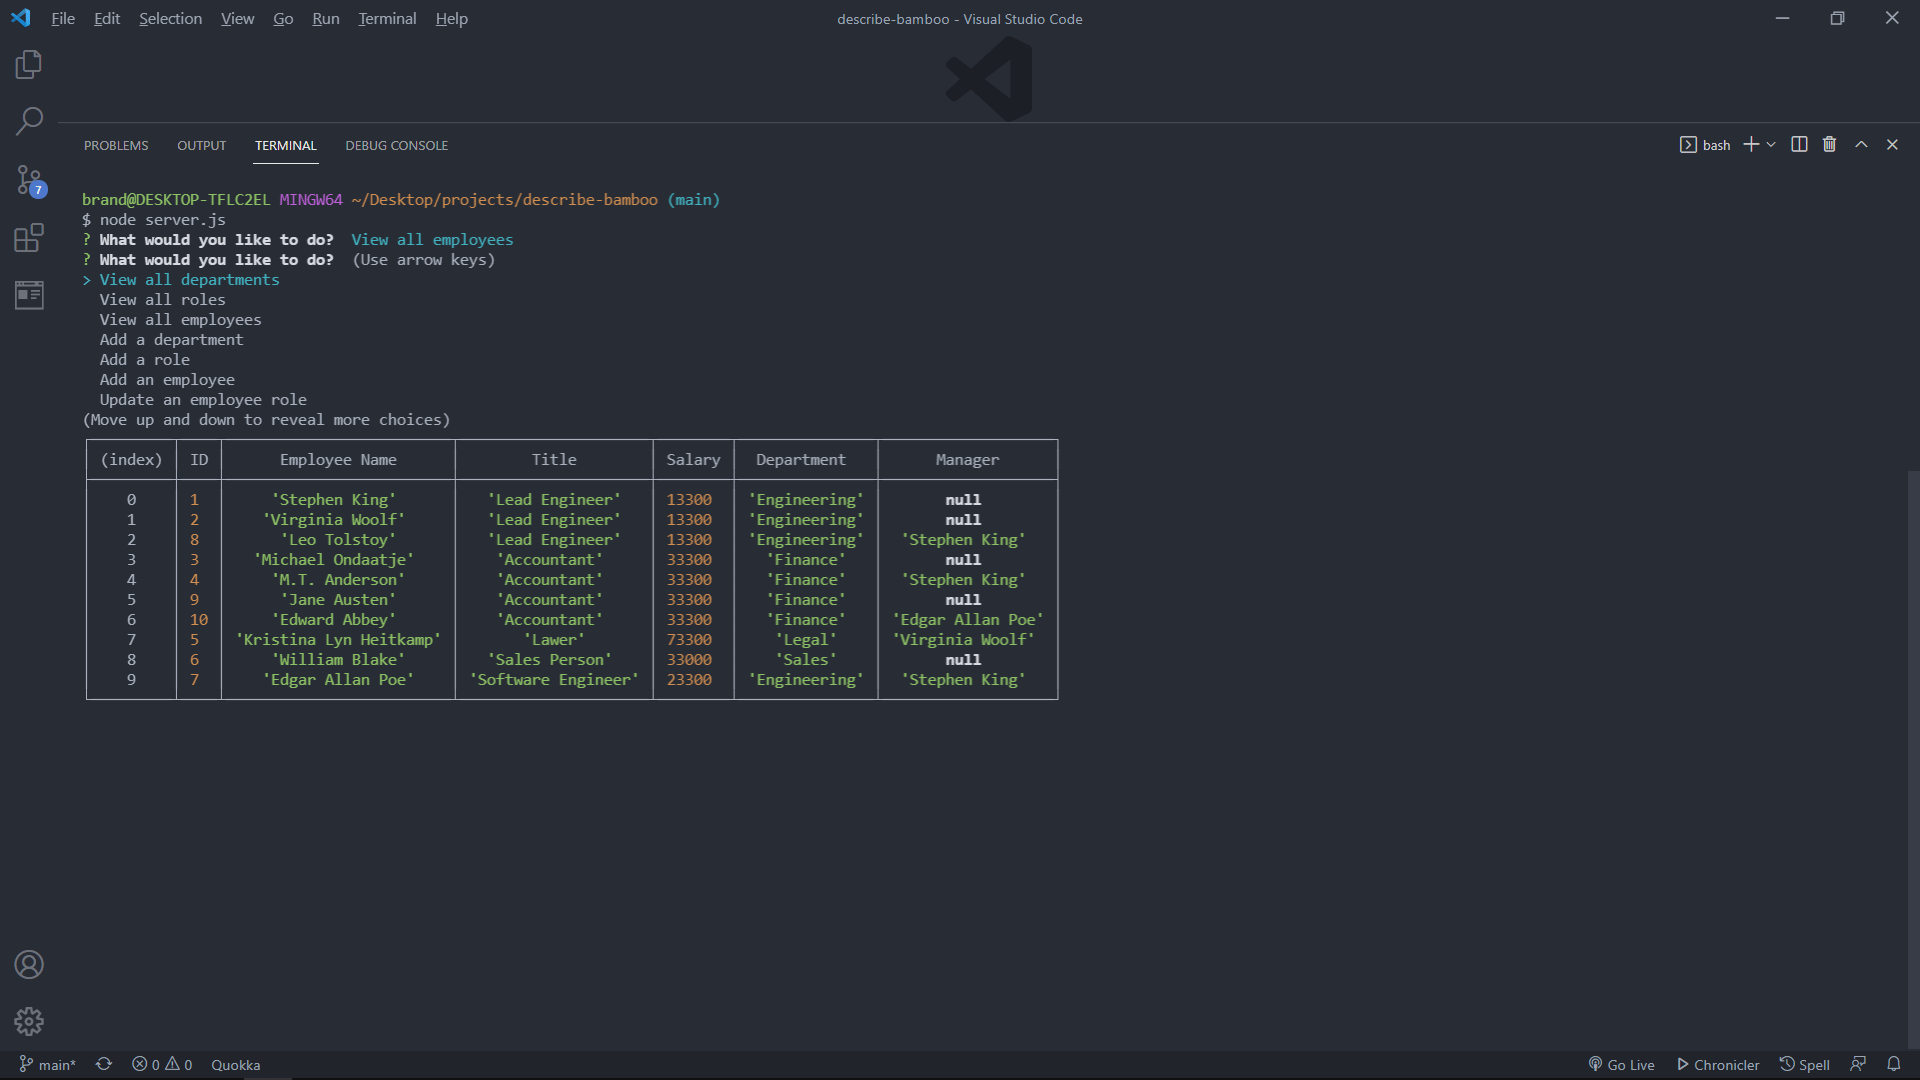 File Edit Selection View Go Run Terminal Help describe-bamboo - Visual Studio Code
PROBLEMS OUTPUT TERMINAL DEBUG CONSOLE bash
7
brand@DESKTOP-TFLC2EL MINGW64 ~/Desktop/projects/describe-bamboo (main)
$ node server.js
? What would you like to do? View all employees
? What would you like to do? (Use arrow keys)
> View all departments
View all roles
View all employees
Add a department
Add a role
Add an employee
Update an employee role
(Move up and down to reveal more choices)
(index) ID Employee Name Title Salary Department Manager
0 1 'Stephen King' 'Lead Engineer' 13300 'Engineering' null
1 2 'Virginia Woolf' 'Lead Engineer' 13300 'Engineering' null
2 8 'Leo Tolstoy' 'Lead Engineer' 13300 'Engineering' 'Stephen King'
3 3 'Michael Ondaatje' 'Accountant' 33300 'Finance' null
4 4 'M.T. Anderson' 'Accountant' 33300 'Finance' 'Stephen King'
5 9 'Jane Austen' 'Accountant' 33300 'Finance' null
6 10 'Edward Abbey' 'Accountant' 33300 'Finance' 'Edgar Allan Poe'
7 5 'Kristina Lyn Heitkamp' 'Lawer' 73300 'Legal' 'Virginia Woolf'
8 6 'William Blake' 'Sales Person' 33000 'Sales' null
9 7 'Edgar Allan Poe' 'Software Engineer' 23300 'Engineering' 'Stephen King'
main* 0 0 Quokka Go Live Chronicler Spell